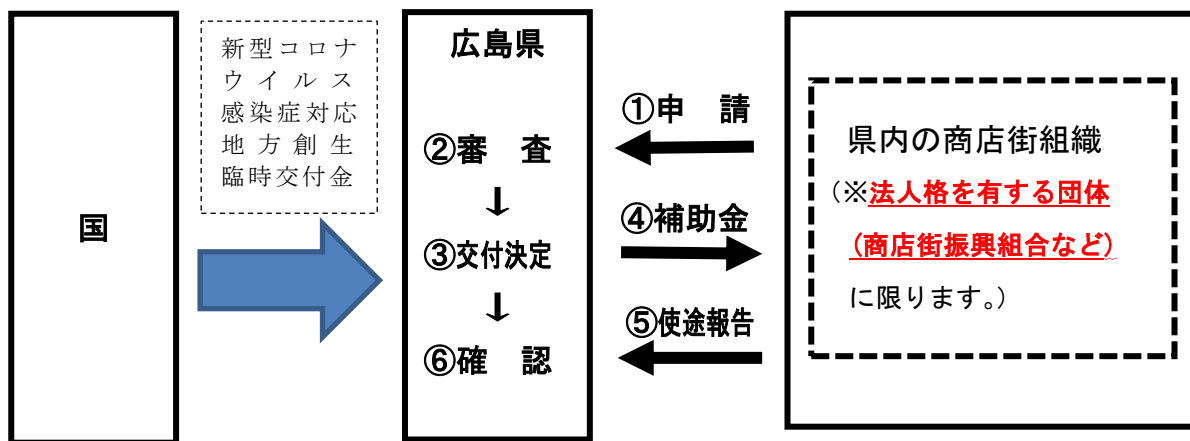 国
新型コロナ
ウイルス
感染症対応
地方創生
臨時交付金
広島県
②審　査
↓
③交付決定
↓
⑥確　認
①申　請
④補助金
⑤使途報告
県内の商店街組織
(※法人格を有する団体
(商店街振興組合など)
に限ります。)